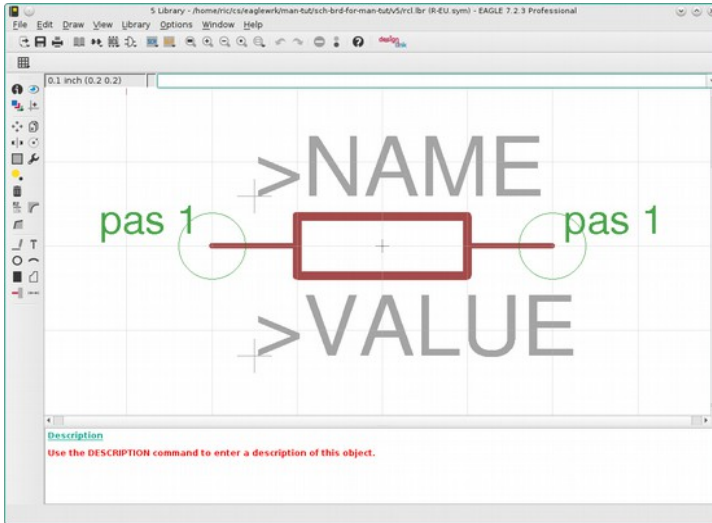 5 Library - /home/ric/cs/eaglewrk/man-tut/sch-brd-for-man-tut/v5/rcl.lbr (R-EU.sym) - EAGLE 7.2.3 Professional
File Edit Draw View Library Options Window Help
design link
0.1 inch (0.2 0.2)
>NAME
pas 1 pas 1
>VALUE
Description
Use the DESCRIPTION command to enter a description of this object.